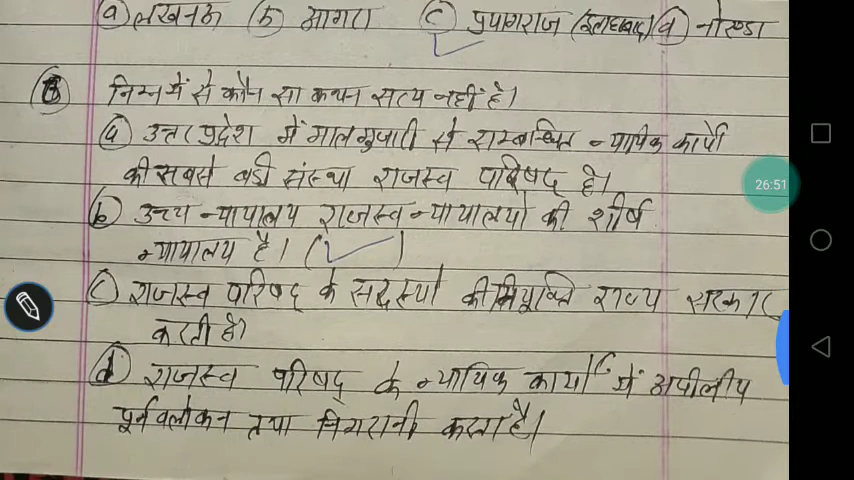 (a) लखनऊ (b) आगरा (c) प्रयागराज (इलाहाबाद) (d) नोएडा
(8) निम्न में से कौन सा कथन सत्य नहीं है।
(a) उत्तर प्रदेश में मालगुजारी से सम्बन्धित न्यायिक कार्यो
की सबसे बडी संस्था राजस्व परिषद है।
(b) उच्च न्यायालय राजस्व न्यायालयों की शीर्ष
न्यायालय है। ( )
(c) राजस्व परिषद के सदस्यों की नियुक्ति राज्य सरकार
करती है।
(d) राजस्व परिषद् के न्यायिक कार्यो में अपीलीय
पूर्नवलोकन तथा निगरानी करता है।
26:51